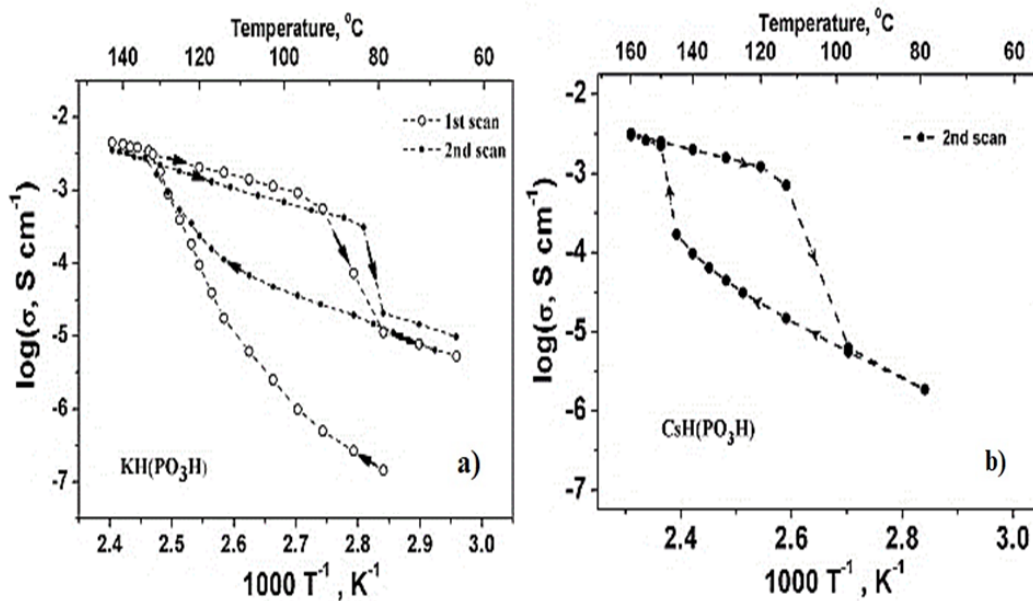 Temperature, °C
140 120 100 80 60
-2
-3
-4
-5
-6
-7
log(σ, S cm⁻¹)
1st scan
2nd scan
KH(PO₃H)
a)
2.4 2.5 2.6 2.7 2.8 2.9 3.0
1000 T⁻¹ , K⁻¹
Temperature, °C
160 140 120 100 80 60
-2
-3
-4
-5
-6
-7
log(σ, S cm⁻¹)
2nd scan
CsH(PO₃H)
b)
2.4 2.6 2.8 3.0
1000 T⁻¹ , K⁻¹